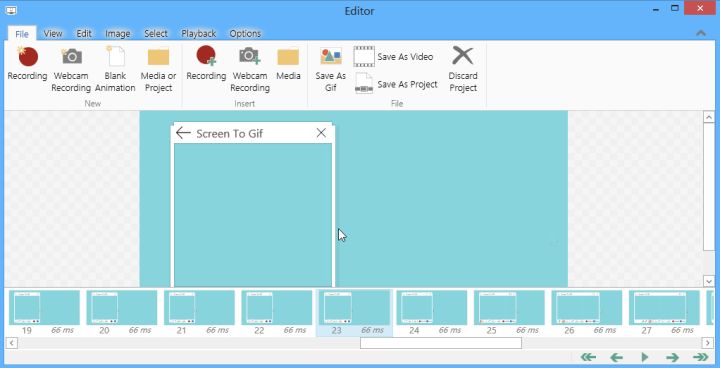 Editor
File View Edit Image Select Playback Options
Recording Webcam Recording Blank Animation Media or Project Recording Webcam Recording Media Save As Gif Save As Video Save As Project Discard Project
New Insert File
Screen To Gif
19 66 ms 20 66 ms 21 66 ms 22 66 ms 23 66 ms 24 66 ms 25 66 ms 26 66 ms 27 66 ms